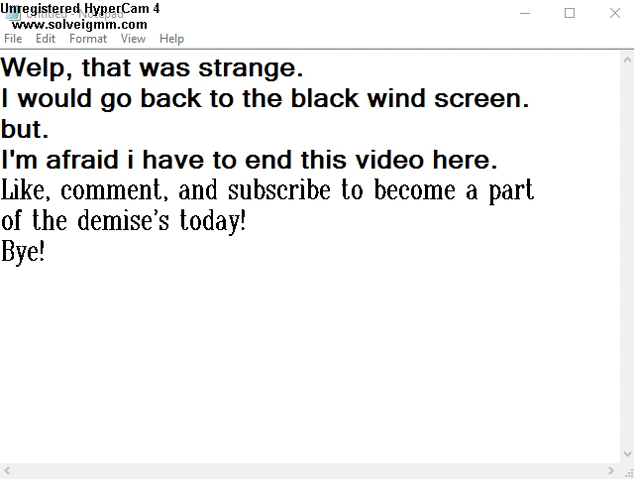 Unregistered HyperCam 4
www.solveigmm.com
Untitled - Notepad
File Edit Format View Help
Welp, that was strange.
I would go back to the black wind screen.
but.
I'm afraid i have to end this video here.
Like, comment, and subscribe to become a part
of the demise's today!
Bye!